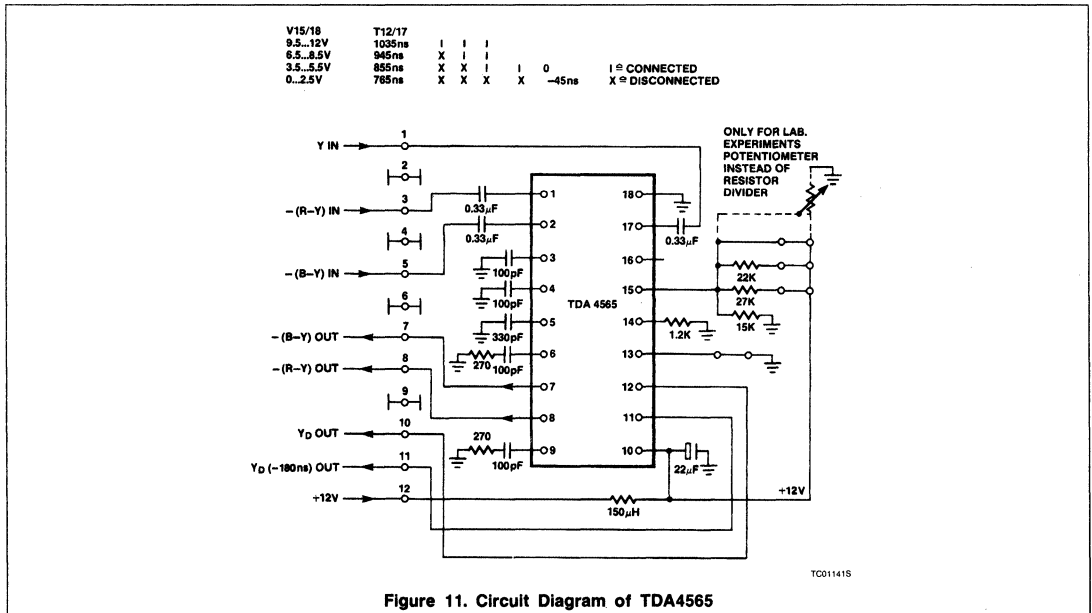 V15/18 T12/17
9.5...12V 1035ns I I I
6.5...8.5V 945ns X I I
3.5...5.5V 855ns X X I I 0 I ≙ CONNECTED
0...2.5V 765ns X X X X −45ns X ≙ DISCONNECTED
ONLY FOR LAB.
EXPERIMENTS
POTENTIOMETER
INSTEAD OF
RESISTOR
DIVIDER
1
Y IN
2
3
−(R−Y) IN
0.33μF
4
0.33μF
5
−(B−Y) IN
100pF
6
100pF
7
−(B−Y) OUT
330pF
8
−(R−Y) OUT
270 100pF
9
10
YD OUT
270
100pF
11
YD (−180ns) OUT
12
+12V
150μH
1
2
3
4
5
6
7
8
9
TDA 4565
18
17
16
15
14
13
12
11
10
0.33μF
22K
27K
15K
1.2K
22μF
+12V
TC01141S
Figure 11. Circuit Diagram of TDA4565